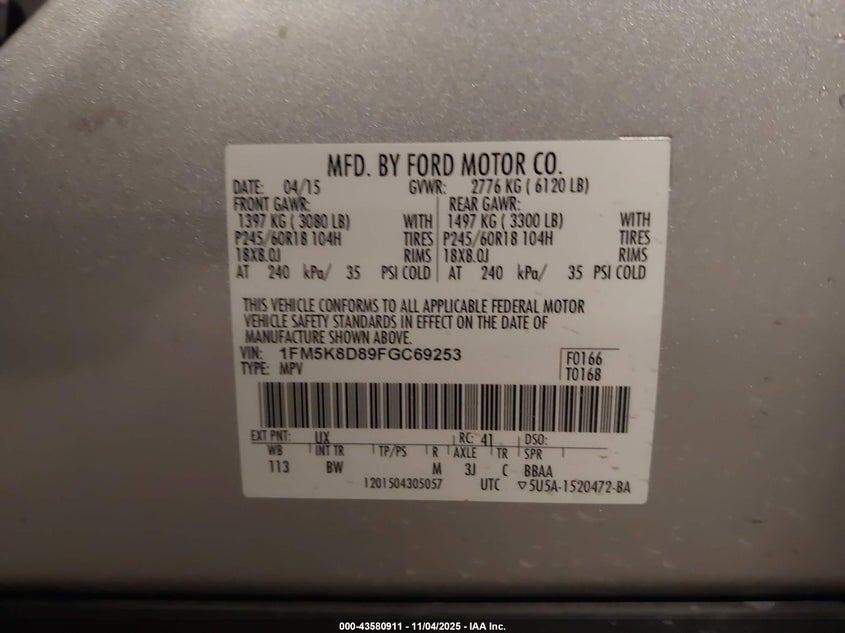 MFD. BY FORD MOTOR CO.
DATE: 04/15 GVWR: 2776 KG ( 6120 LB)
FRONT GAWR: REAR GAWR:
1397 KG ( 3080 LB) WITH 1497 KG ( 3300 LB) WITH
P245/60R18 104H TIRES P245/60R18 104H TIRES
18X8.0J RIMS 18X8.0J RIMS
AT 240 kPa/ 35 PSI COLD AT 240 kPa/ 35 PSI COLD
THIS VEHICLE CONFORMS TO ALL APPLICABLE FEDERAL MOTOR
VEHICLE SAFETY STANDARDS IN EFFECT ON THE DATE OF
MANUFACTURE SHOWN ABOVE.
VIN: 1FM5K8D89FGC69253 F0166
TYPE: MPV T0168
EXT PNT: UX RC: 41 DSO:
WB INT TR TP/PS R AXLE TR SPR
113 BW M 3J C BBAA
1201504305057 UTC ▽5U5A-1520472-BA
000-43580911 - 11/04/2025 - IAA Inc.